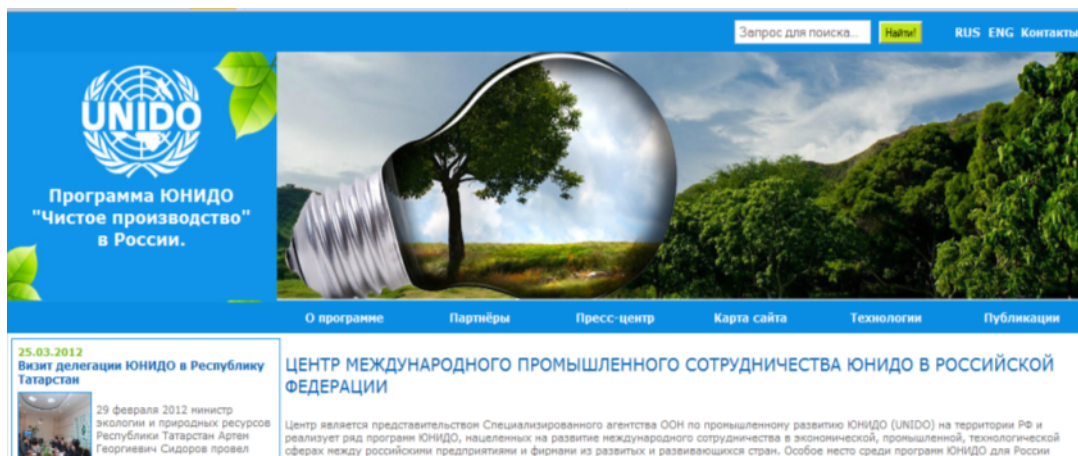 Запрос для поиска...
Найти!
RUS ENG Контакты
UNIDO
Программа ЮНИДО
"Чистое производство"
в России.
О программе
Партнёры
Пресс-центр
Карта сайта
Технологии
Публикации
25.03.2012
Визит делегации ЮНИДО в Республику
Татарстан
29 февраля 2012 министр
экологии и природных ресурсов
Республики Татарстан Артем
Георгиевич Сидоров провел
ЦЕНТР МЕЖДУНАРОДНОГО ПРОМЫШЛЕННОГО СОТРУДНИЧЕСТВА ЮНИДО В РОССИЙСКОЙ
ФЕДЕРАЦИИ
Центр является представительством Специализированного агентства ООН по промышленному развитию ЮНИДО (UNIDO) на территории РФ и
реализует ряд программ ЮНИДО, нацеленных на развитие международного сотрудничества в экономической, промышленной, технологической
сферах между российскими предприятиями и фирмами из развитых и развивающихся стран. Особое место среди программ ЮНИДО для России